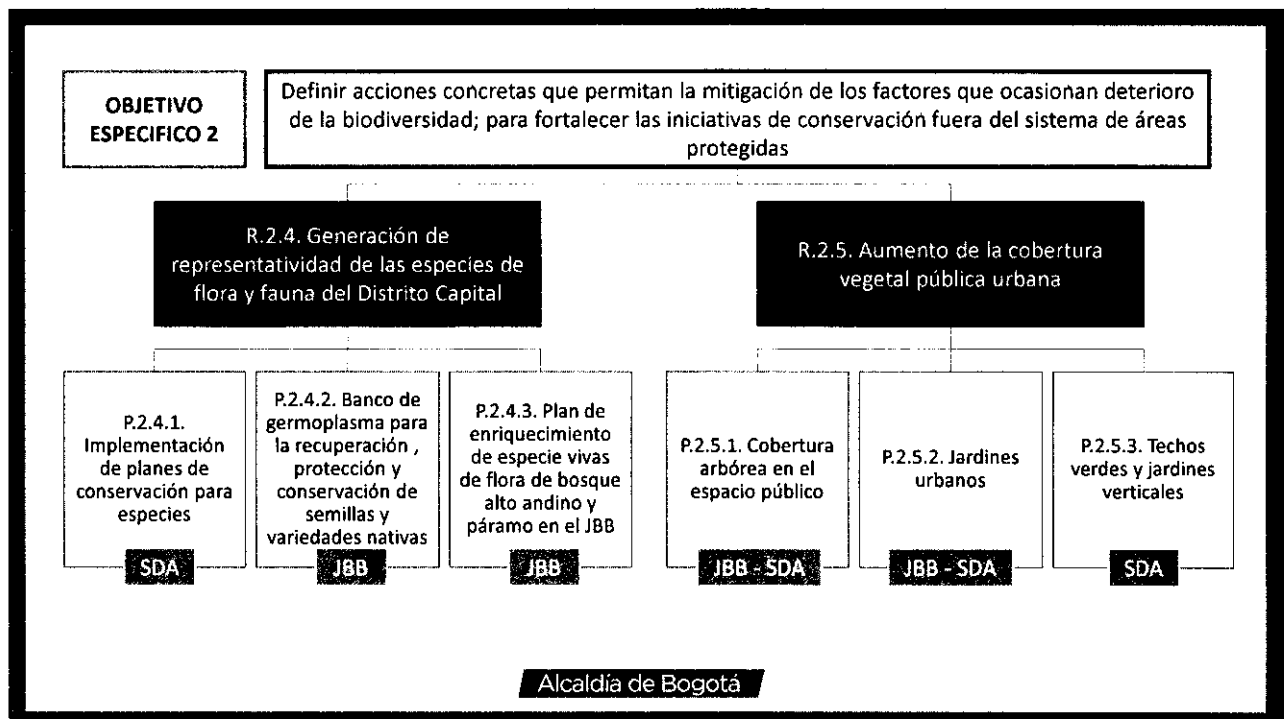 OBJETIVO
ESPECIFICO 2
Definir acciones concretas que permitan la mitigación de los factores que ocasionan deterioro
de la biodiversidad; para fortalecer las iniciativas de conservación fuera del sistema de áreas
protegidas
R.2.4. Generación de
representatividad de las especies de
flora y fauna del Distrito Capital
R.2.5. Aumento de la cobertura
vegetal pública urbana
P.2.4.1.
Implementación
de planes de
conservación para
especies
SDA
P.2.4.2. Banco de
germoplasma para
la recuperación ,
protección y
conservación de
semillas y
variedades nativas
JBB
P.2.4.3. Plan de
enriquecimiento
de especie vivas
de flora de bosque
alto andino y
páramo en el JBB
JBB
P.2.5.1. Cobertura
arbórea en el
espacio público
JBB - SDA
P.2.5.2. Jardines
urbanos
JBB - SDA
P.2.5.3. Techos
verdes y jardines
verticales
SDA
Alcaldía de Bogotá